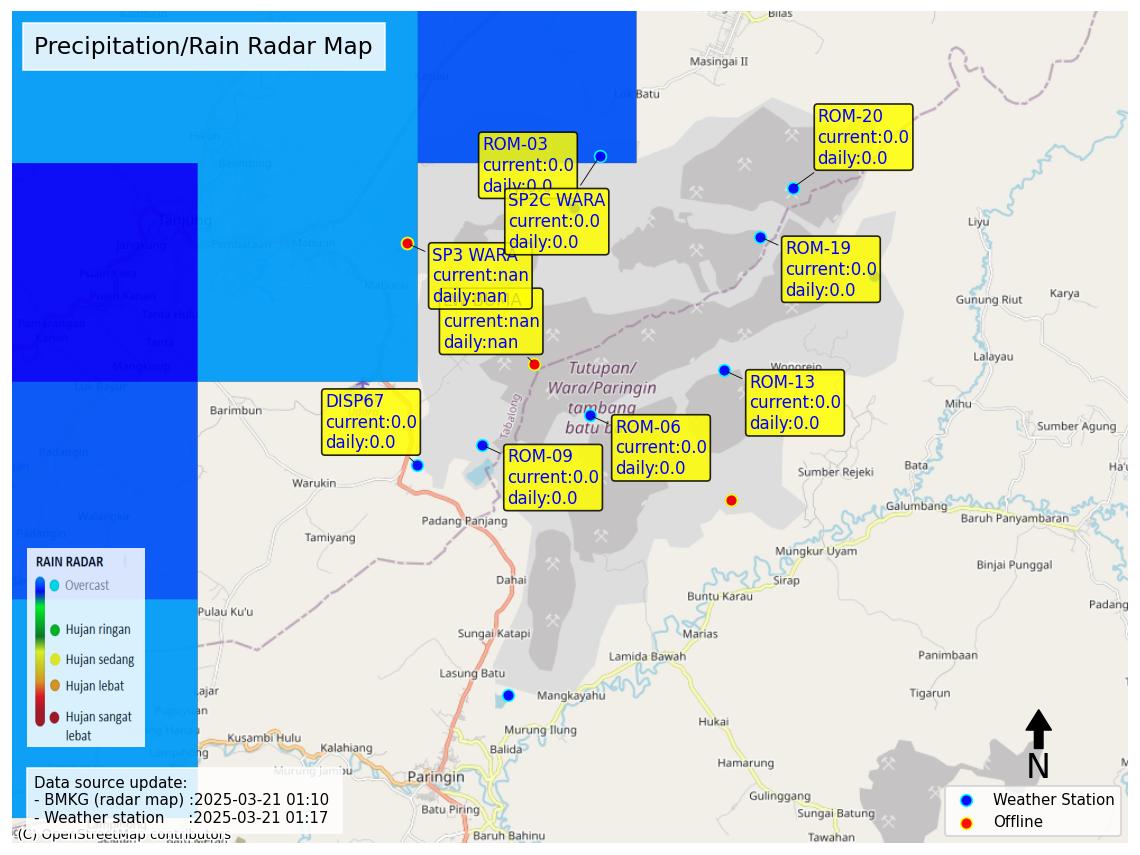 Precipitation/Rain Radar Map
Bilas
Masingai II
Batu
ROM-20
current:0.0
daily:0.0
ROM-03
current:0.0
daily:0.0
SP2C WARA
current:0.0
daily:0.0
Tanjung
Liyu
SP3 WARA
current:nan
daily:nan
ROM-19
current:0.0
daily:0.0
Gunung Riut
Karya
current:nan
daily:nan
Lalayau
Tutupan/
Wara/Paringin
tambang
batu b
Wonorejo
ROM-13
current:0.0
daily:0.0
DISP67
current:0.0
daily:0.0
Barimbun
Mihu
ROM-06
current:0.0
daily:0.0
Sumber Agung
Tabalong
ROM-09
current:0.0
daily:0.0
Warukin
Sumber Rejeki
Bata
Ha'u
Galumbang
Padang Panjang
Baruh Panyambaran
Tamiyang
Mungkur Uyam
Binjai Punggal
RAIN RADAR
Overcast
Hujan ringan
Hujan sedang
Hujan lebat
Hujan sangat
lebat
Dahai
Sirap
Buntu Karau
Padang
Pulau Ku'u
Sungai Katapi
Marias
Lamida Bawah
Panimbaan
Lasung Batu
Mangkayahu
Tigarun
Hukai
Murung Ilung
Kusambi Hulu
Kalahiang
Balida
Hamarung
N
Murung Jambu
Paringin
Gulinggang
Batu Piring
Sungai Batung
Baruh Bahinu
Tawahan
Data source update:
- BMKG (radar map) :2025-03-21 01:10
- Weather station :2025-03-21 01:17
(C) OpenStreetMap contributors
Weather Station
Offline